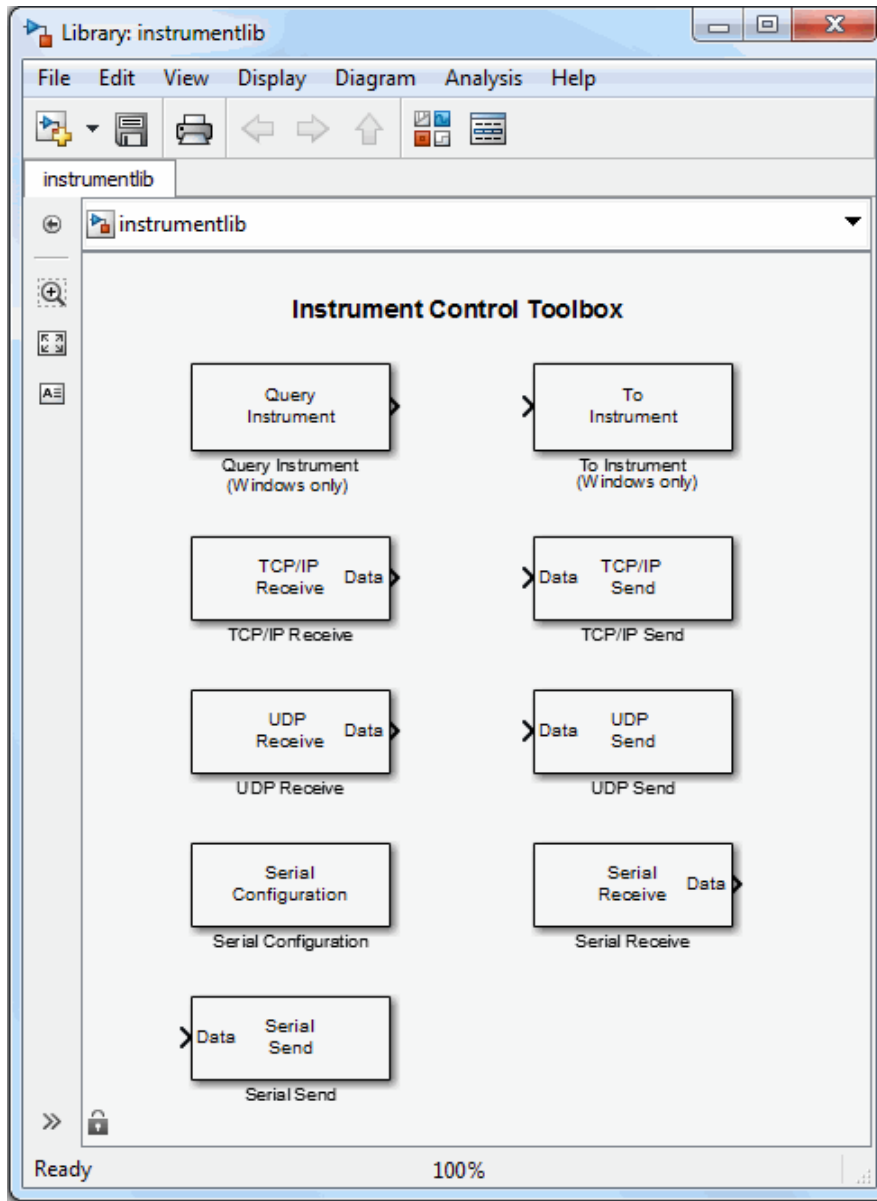 Library: instrumentlib
File Edit View Display Diagram Analysis Help
instrumentlib
instrumentlib
Instrument Control Toolbox
Query
Instrument
Query Instrument
(Windows only)
To
Instrument
To Instrument
(Windows only)
TCP/IP
Receive
Data
TCP/IP Receive
Data
TCP/IP
Send
TCP/IP Send
UDP
Receive
Data
UDP Receive
Data
UDP
Send
UDP Send
Serial
Configuration
Serial Configuration
Serial
Receive
Data
Serial Receive
Data
Serial
Send
Serial Send
Ready 100%